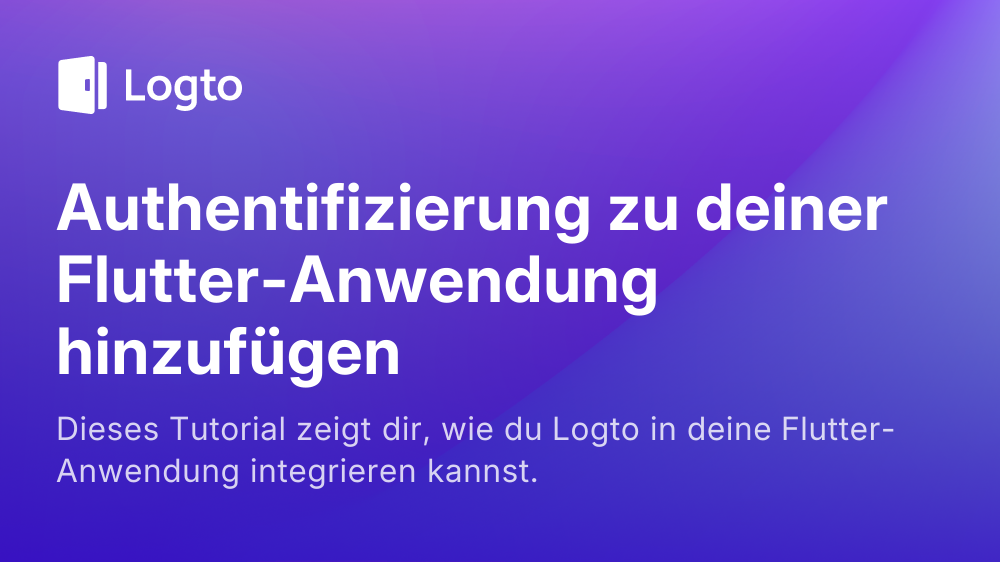 Logto
Authentifizierung zu deiner
Flutter-Anwendung
hinzufügen
Dieses Tutorial zeigt dir, wie du Logto in deine Flutter-
Anwendung integrieren kannst.